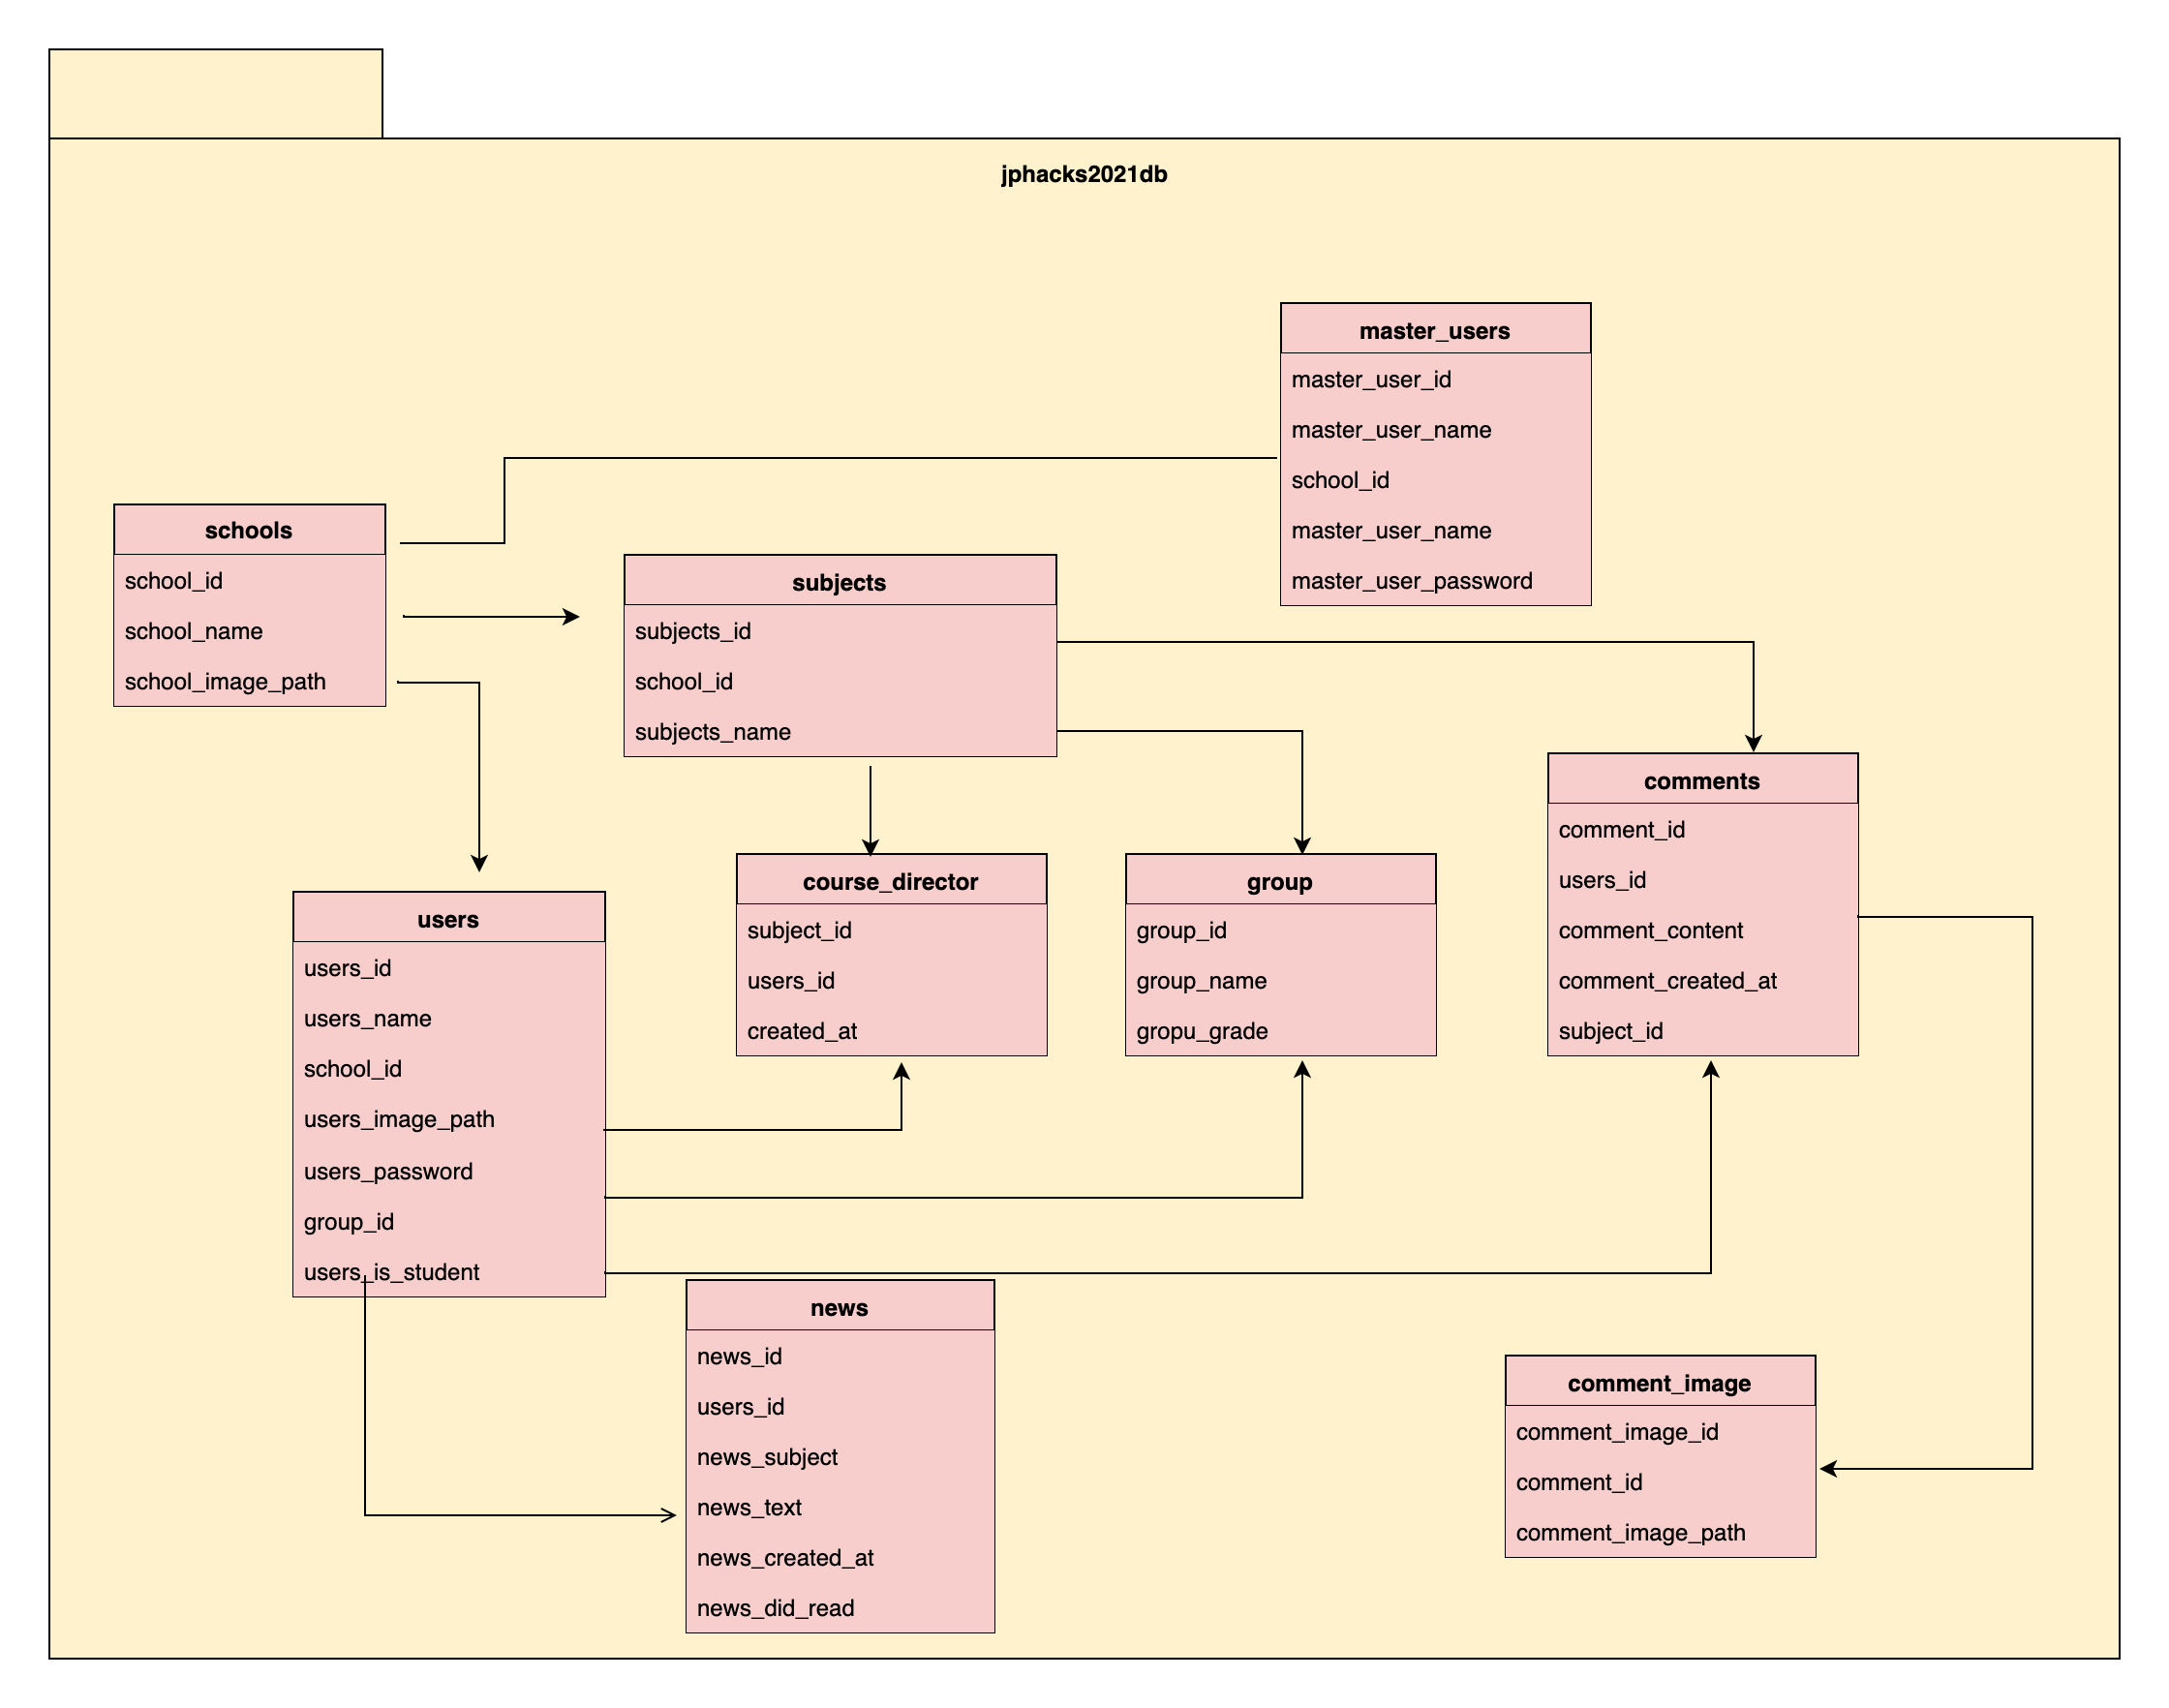 jphacks2021db
master_users
master_user_id
master_user_name
school_id
master_user_name
master_user_password
schools
school_id
school_name
school_image_path
subjects
subjects_id
school_id
subjects_name
comments
comment_id
users_id
comment_content
comment_created_at
subject_id
course_director
subject_id
users_id
created_at
group
group_id
group_name
gropu_grade
users
users_id
users_name
school_id
users_image_path
users_password
group_id
users_is_student
news
news_id
users_id
news_subject
news_text
news_created_at
news_did_read
comment_image
comment_image_id
comment_id
comment_image_path